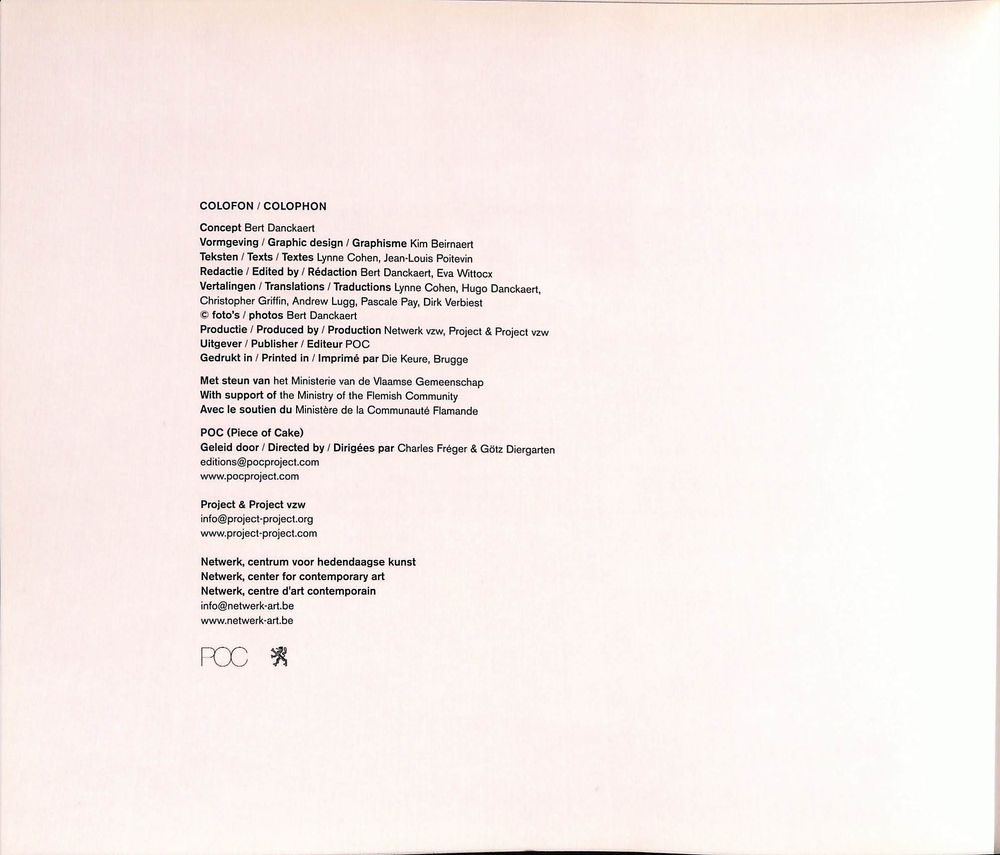 COLOFON / COLOPHON
Concept Bert Danckaert
Vormgeving / Graphic design / Graphisme Kim Beirnaert
Teksten / Texts / Textes Lynne Cohen, Jean-Louis Poitevin
Redactie / Edited by / Rédaction Bert Danckaert, Eva Wittocx
Vertalingen / Translations / Traductions Lynne Cohen, Hugo Danckaert,
Christopher Griffin, Andrew Lugg, Pascale Pay, Dirk Verbiest
© foto's / photos Bert Danckaert
Productie / Produced by / Production Netwerk vzw, Project & Project vzw
Uitgever / Publisher / Editeur POC
Gedrukt in / Printed in / Imprimé par Die Keure, Brugge
Met steun van het Ministerie van de Vlaamse Gemeenschap
With support of the Ministry of the Flemish Community
Avec le soutien du Ministère de la Communauté Flamande
POC (Piece of Cake)
Geleid door / Directed by / Dirigées par Charles Fréger & Götz Diergarten
editions@pocproject.com
www.pocproject.com
Project & Project vzw
info@project-project.org
www.project-project.com
Netwerk, centrum voor hedendaagse kunst
Netwerk, center for contemporary art
Netwerk, centre d'art contemporain
info@netwerk-art.be
www.netwerk-art.be
POC